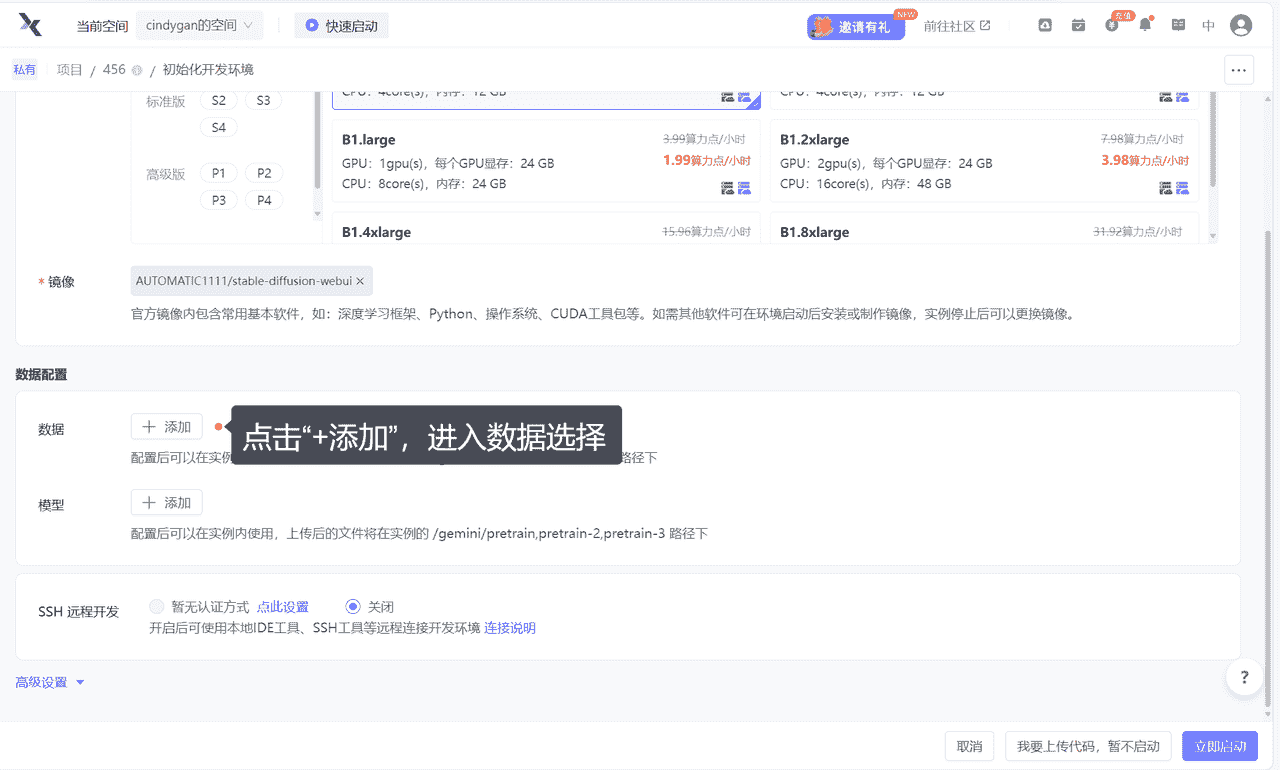 当前空间 cindygan的空间 快速启动 邀请有礼 NEW 前往社区 充值 中
私有 项目 / 456 / 初始化开发环境 ...
标准版 S2 S3
S4
高级版 P1 P2
P3 P4
CPU：4core(s)，内存：12 GB
CPU：4core(s)，内存：12 GB
B1.large 3.99算力点/小时
GPU：1gpu(s)，每个GPU显存：24 GB 1.99算力点/小时
CPU：8core(s)，内存：24 GB
B1.2xlarge 7.98算力点/小时
GPU：2gpu(s)，每个GPU显存：24 GB 3.98算力点/小时
CPU：16core(s)，内存：48 GB
B1.4xlarge 15.96算力点/小时
B1.8xlarge 31.92算力点/小时
* 镜像 AUTOMATIC1111/stable-diffusion-webui ×
官方镜像内包含常用基本软件，如：深度学习框架、Python、操作系统、CUDA工具包等。如需其他软件可在环境启动后安装或制作镜像，实例停止后可以更换镜像。
数据配置
数据 + 添加
点击“+添加”，进入数据选择
配置后可以在实例 路径下
模型 + 添加
配置后可以在实例内使用，上传后的文件将在实例的 /gemini/pretrain,pretrain-2,pretrain-3 路径下
SSH 远程开发 暂无认证方式 点此设置 关闭
开启后可使用本地IDE工具、SSH工具等远程连接开发环境 连接说明
高级设置
?
取消 我要上传代码，暂不启动 立即启动